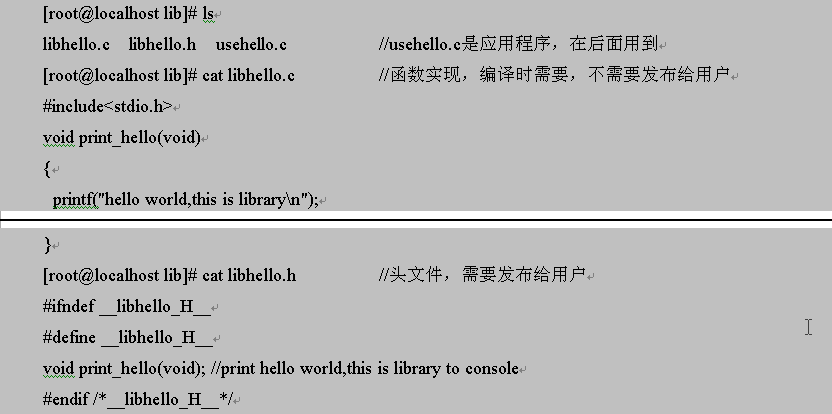 [root@localhost lib]# ls
libhello.c libhello.h usehello.c //usehello.c是应用程序，在后面用到
[root@localhost lib]# cat libhello.c //函数实现，编译时需要，不需要发布给用户
#include<stdio.h>
void print_hello(void)
{
printf("hello world,this is library\n");
}
[root@localhost lib]# cat libhello.h //头文件，需要发布给用户
#ifndef __libhello_H__
#define __libhello_H__
void print_hello(void); //print hello world,this is library to console
#endif /*__libhello_H__*/